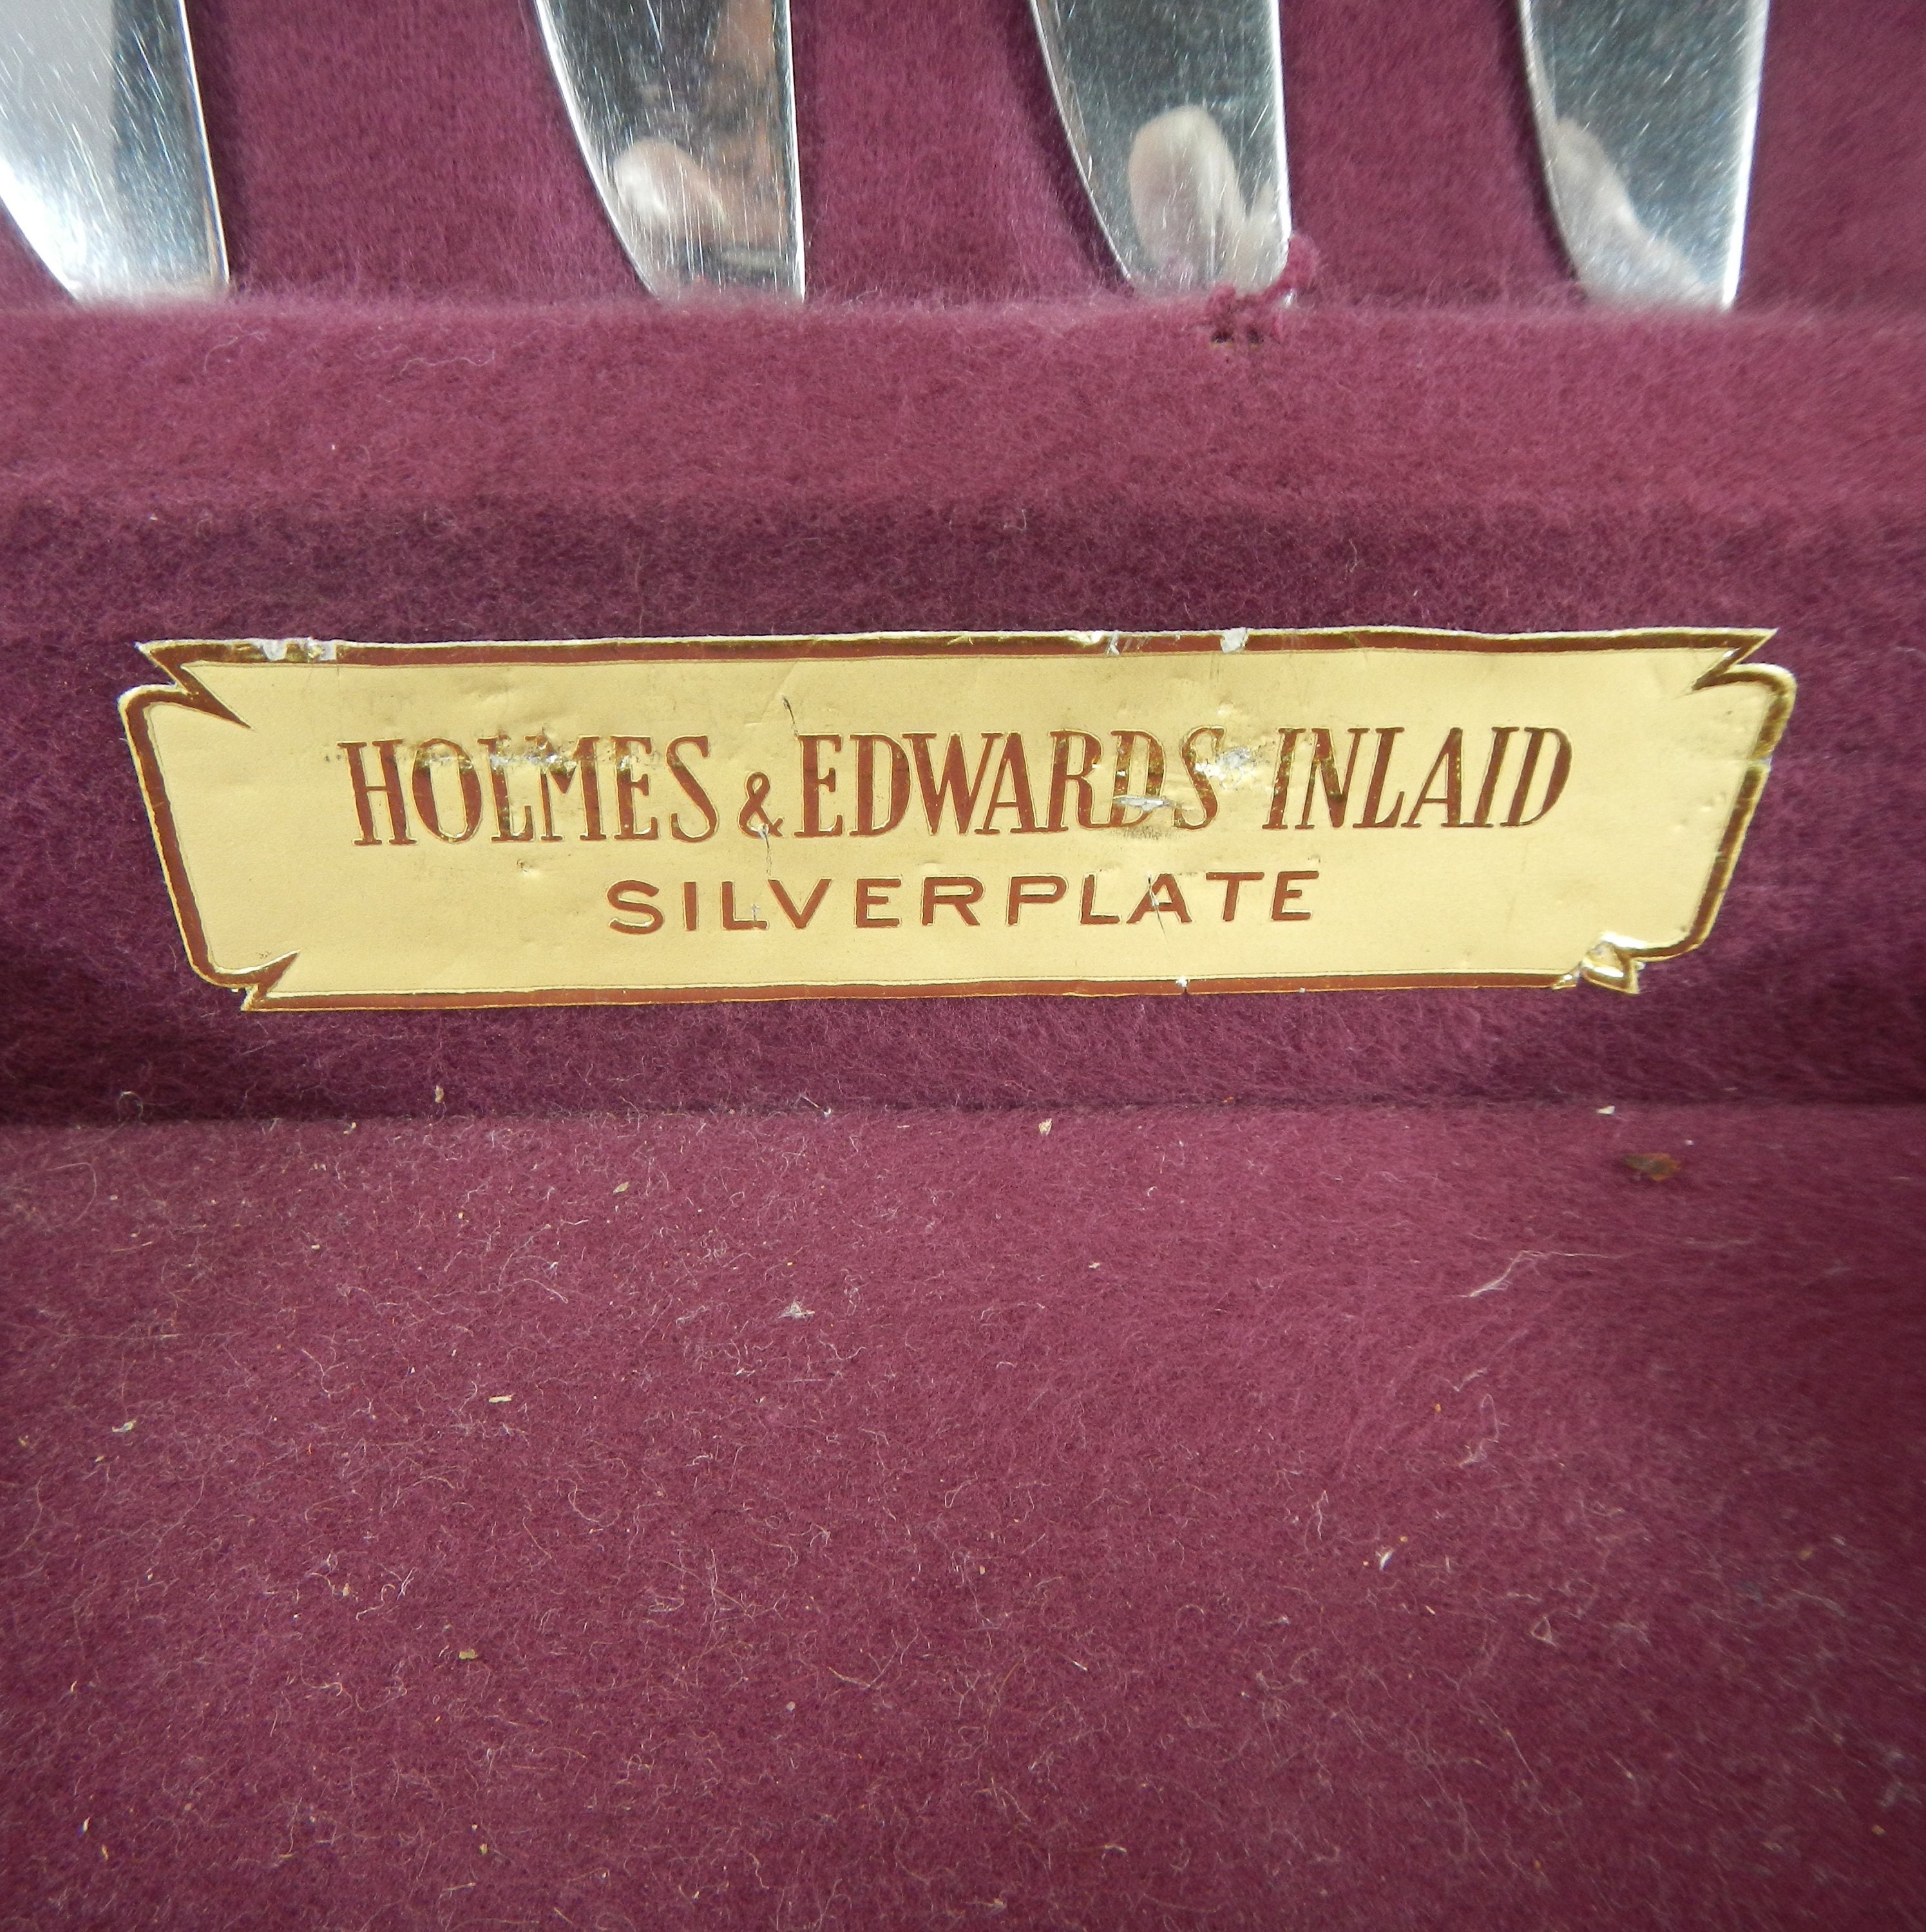 HOLMES & EDWARDS INLAID
SILVERPLATE